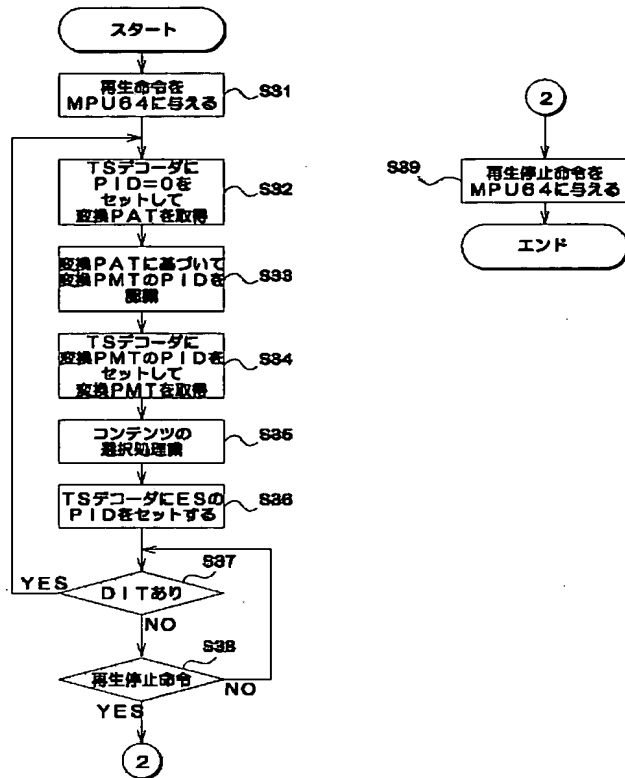 スタート
再生命令を
MPU64に与える
S31
TSデコーダに
PID=0を
セットして
変換PATを取得
S32
変換PATに基づいて
変換PMTのPIDを
認識
S33
TSデコーダに
変換PMTのPIDを
セットして
変換PMTを取得
S34
コンテンツの
選択処理
S35
TSデコーダにESの
PIDをセットする
S36
S37
YES
DITあり
NO
S38
再生停止命令
NO
YES
2
2
S39
再生停止命令を
MPU64に与える
エンド